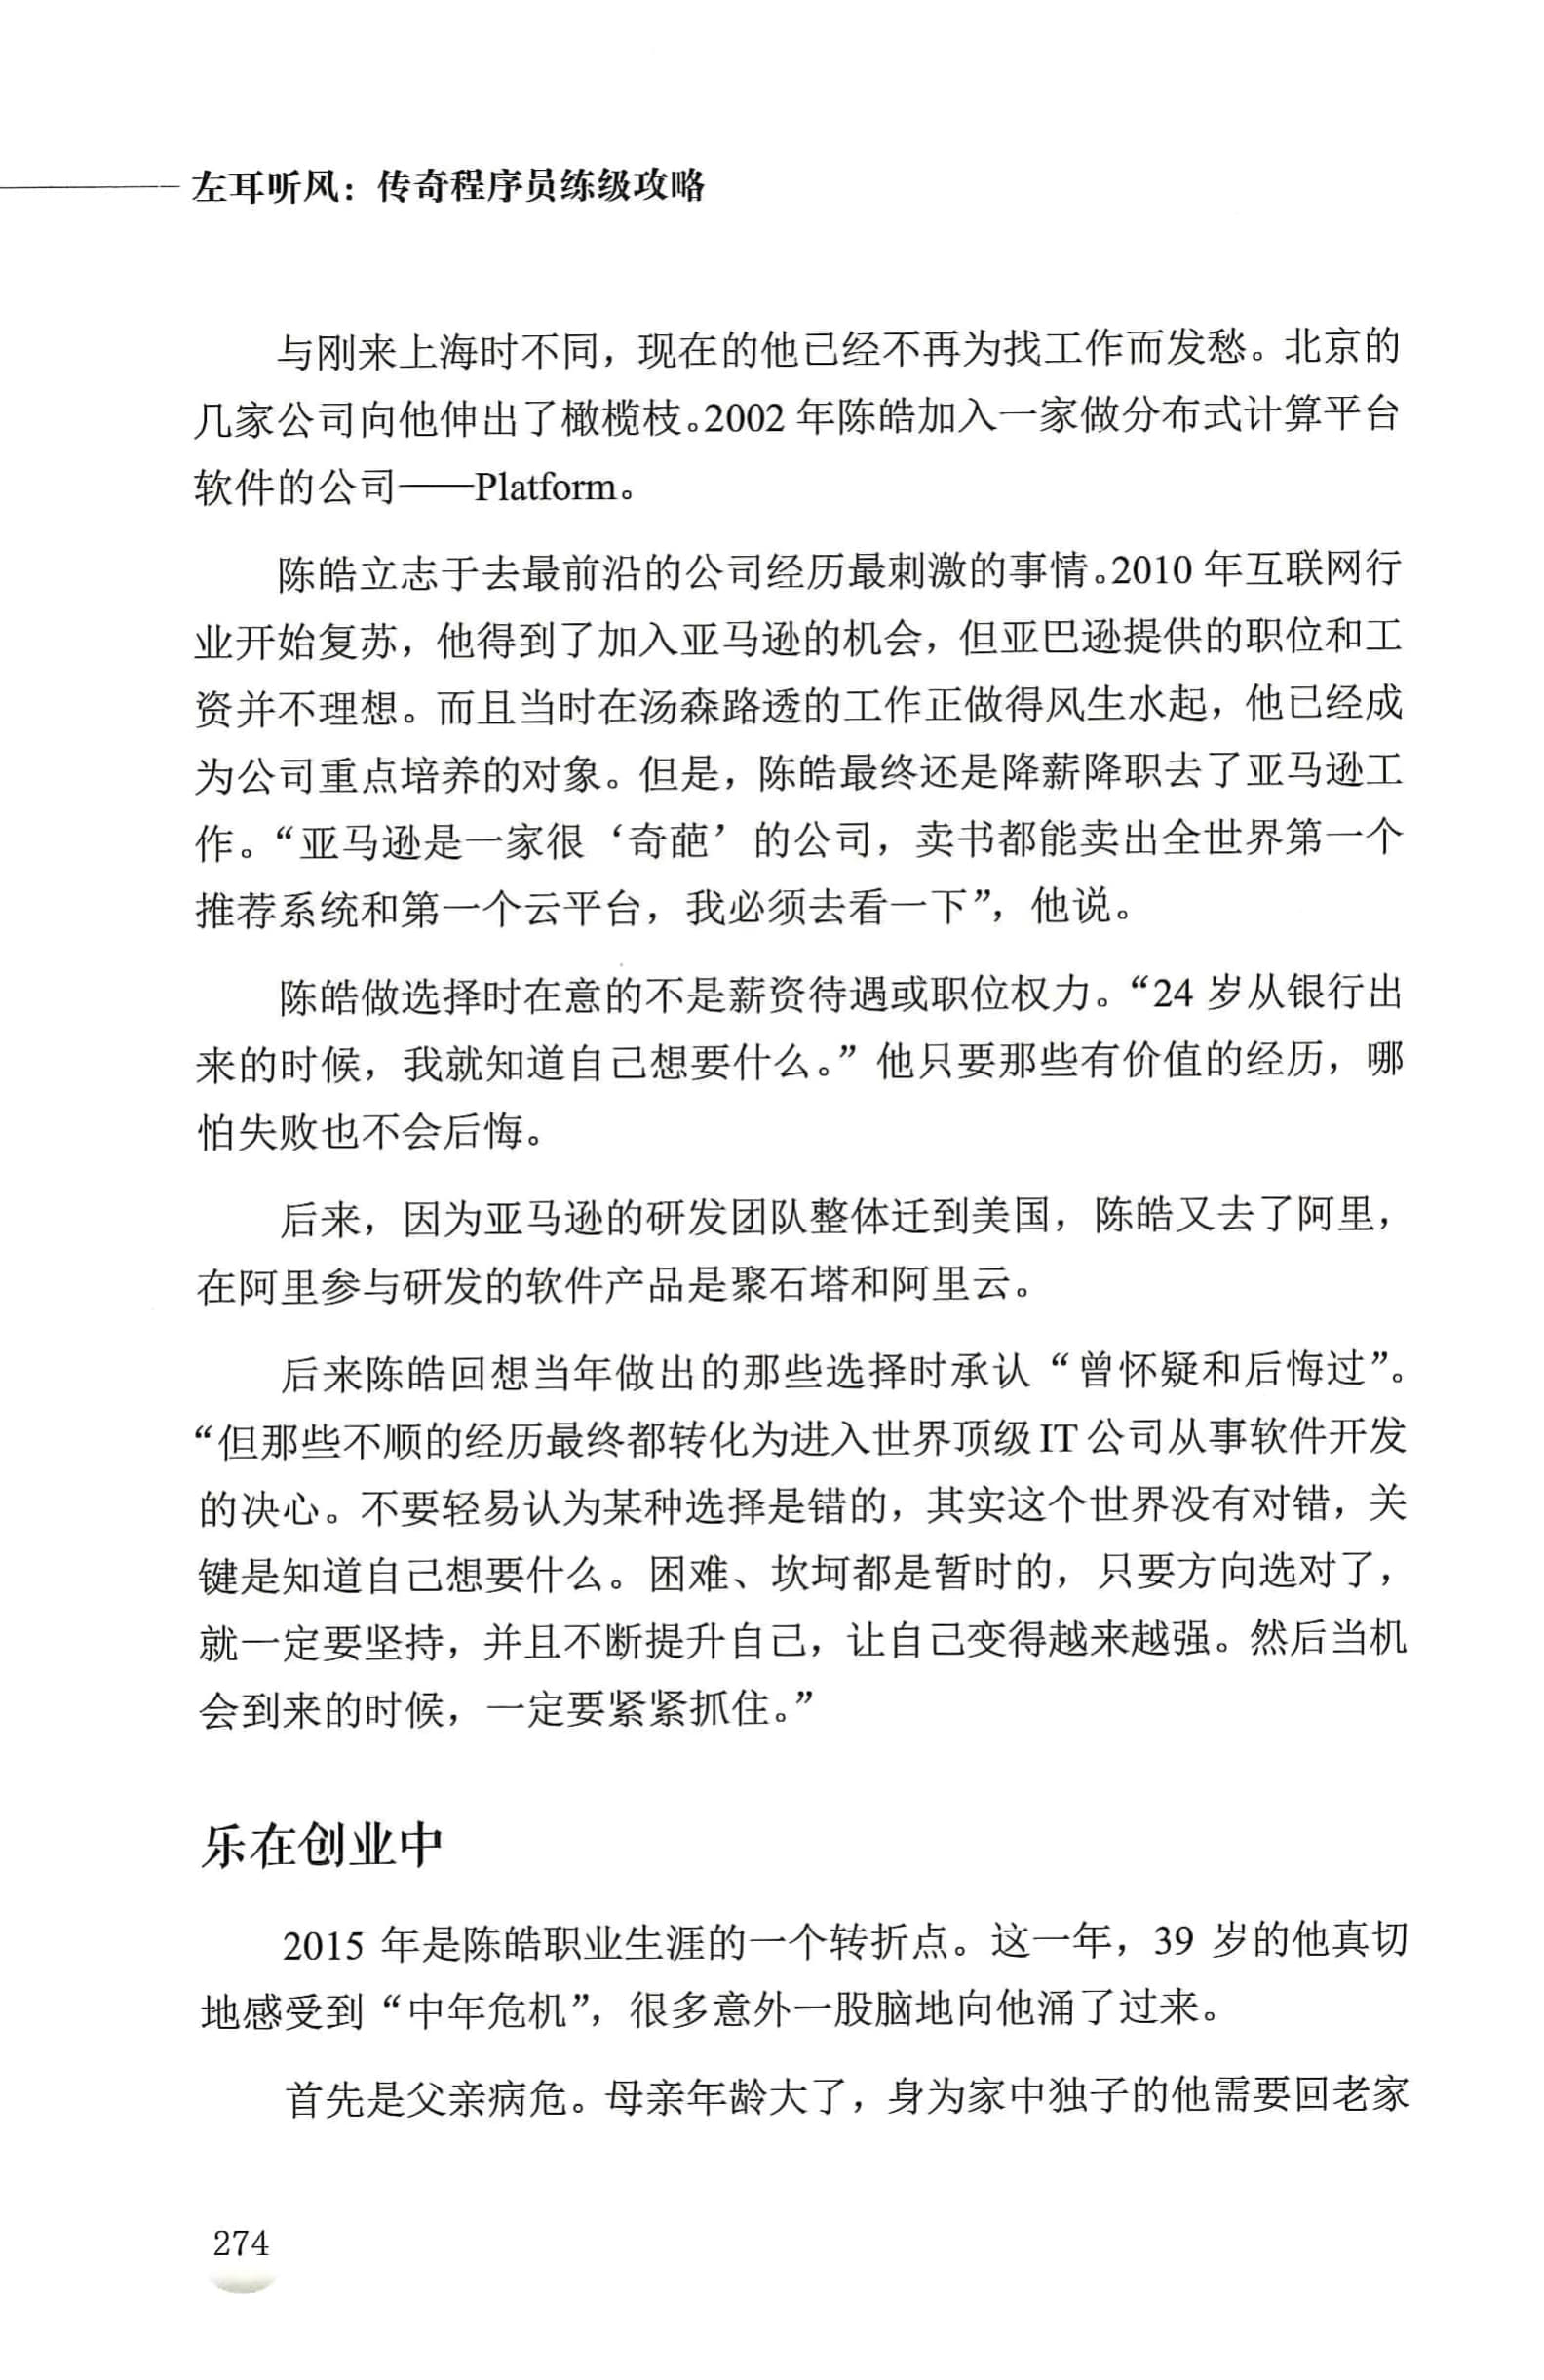 左耳听风：传奇程序员练级攻略
与刚来上海时不同，现在的他已经不再为找工作而发愁。北京的
几家公司向他伸出了橄榄枝。2002 年陈皓加入一家做分布式计算平台
软件的公司——Platform。
陈皓立志于去最前沿的公司经历最刺激的事情。2010 年互联网行
业开始复苏，他得到了加入亚马逊的机会，但亚巴逊提供的职位和工
资并不理想。而且当时在汤森路透的工作正做得风生水起，他已经成
为公司重点培养的对象。但是，陈皓最终还是降薪降职去了亚马逊工
作。“亚马逊是一家很‘奇葩’的公司，卖书都能卖出全世界第一个
推荐系统和第一个云平台，我必须去看一下”，他说。
陈皓做选择时在意的不是薪资待遇或职位权力。“24 岁从银行出
来的时候，我就知道自己想要什么。”他只要那些有价值的经历，哪
怕失败也不会后悔。
后来，因为亚马逊的研发团队整体迁到美国，陈皓又去了阿里，
在阿里参与研发的软件产品是聚石塔和阿里云。
后来陈皓回想当年做出的那些选择时承认“曾怀疑和后悔过”。
“但那些不顺的经历最终都转化为进入世界顶级 IT 公司从事软件开发
的决心。不要轻易认为某种选择是错的，其实这个世界没有对错，关
键是知道自己想要什么。困难、坎坷都是暂时的，只要方向选对了，
就一定要坚持，并且不断提升自己，让自己变得越来越强。然后当机
会到来的时候，一定要紧紧抓住。”
乐在创业中
2015 年是陈皓职业生涯的一个转折点。这一年，39 岁的他真切
地感受到“中年危机”，很多意外一股脑地向他涌了过来。
首先是父亲病危。母亲年龄大了，身为家中独子的他需要回老家
274